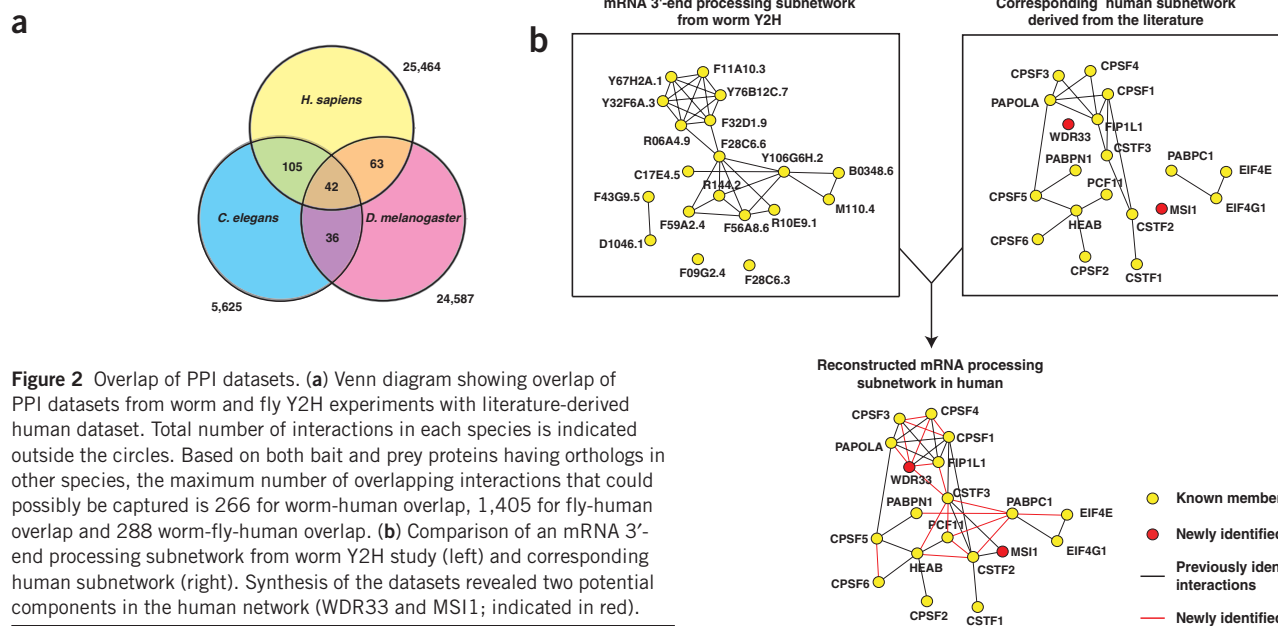 a
H. sapiens
25,464
105
63
42
C. elegans
D. melanogaster
36
5,625
24,587
b
mRNA 3′-end processing subnetwork
from worm Y2H
F11A10.3
Y67H2A.1
Y76B12C.7
Y32F6A.3
F32D1.9
R06A4.9
F28C6.6
Y106G6H.2
C17E4.5
B0348.6
R144.2
F43G9.5
M110.4
F59A2.4
R10E9.1
F56A8.6
D1046.1
F09G2.4
F28C6.3
Corresponding human subnetwork
derived from the literature
CPSF3
CPSF4
PAPOLA
CPSF1
FIP1L1
WDR33
CSTF3
PABPN1
PABPC1
EIF4E
PCF11
CPSF5
MSI1
EIF4G1
HEAB
CSTF2
CPSF6
CPSF2
CSTF1
Reconstructed mRNA processing
subnetwork in human
CPSF3
CPSF4
PAPOLA
CPSF1
FIP1L1
WDR33
CSTF3
PABPN1
PABPC1
EIF4E
PCF11
CPSF5
MSI1
EIF4G1
HEAB
CSTF2
CPSF6
CPSF2
CSTF1
Known member
Newly identified
Previously iden
interactions
Newly identified
Figure 2 Overlap of PPI datasets. (a) Venn diagram showing overlap of
PPI datasets from worm and fly Y2H experiments with literature-derived
human dataset. Total number of interactions in each species is indicated
outside the circles. Based on both bait and prey proteins having orthologs in
other species, the maximum number of overlapping interactions that could
possibly be captured is 266 for worm-human overlap, 1,405 for fly-human
overlap and 288 worm-fly-human overlap. (b) Comparison of an mRNA 3′-
end processing subnetwork from worm Y2H study (left) and corresponding
human subnetwork (right). Synthesis of the datasets revealed two potential
components in the human network (WDR33 and MSI1; indicated in red).